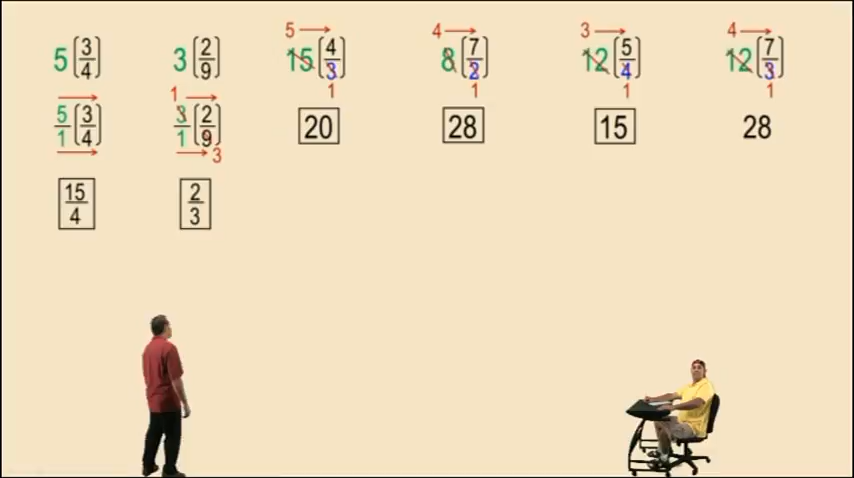 5(3/4) 3(2/9) 5 15(4/3) 1 4 8(7/2) 1 3 12(5/4) 1 4 12(7/3) 1
5/1(3/4) 1 3/1(2/9) 3 20 28 15 28
15/4 2/3